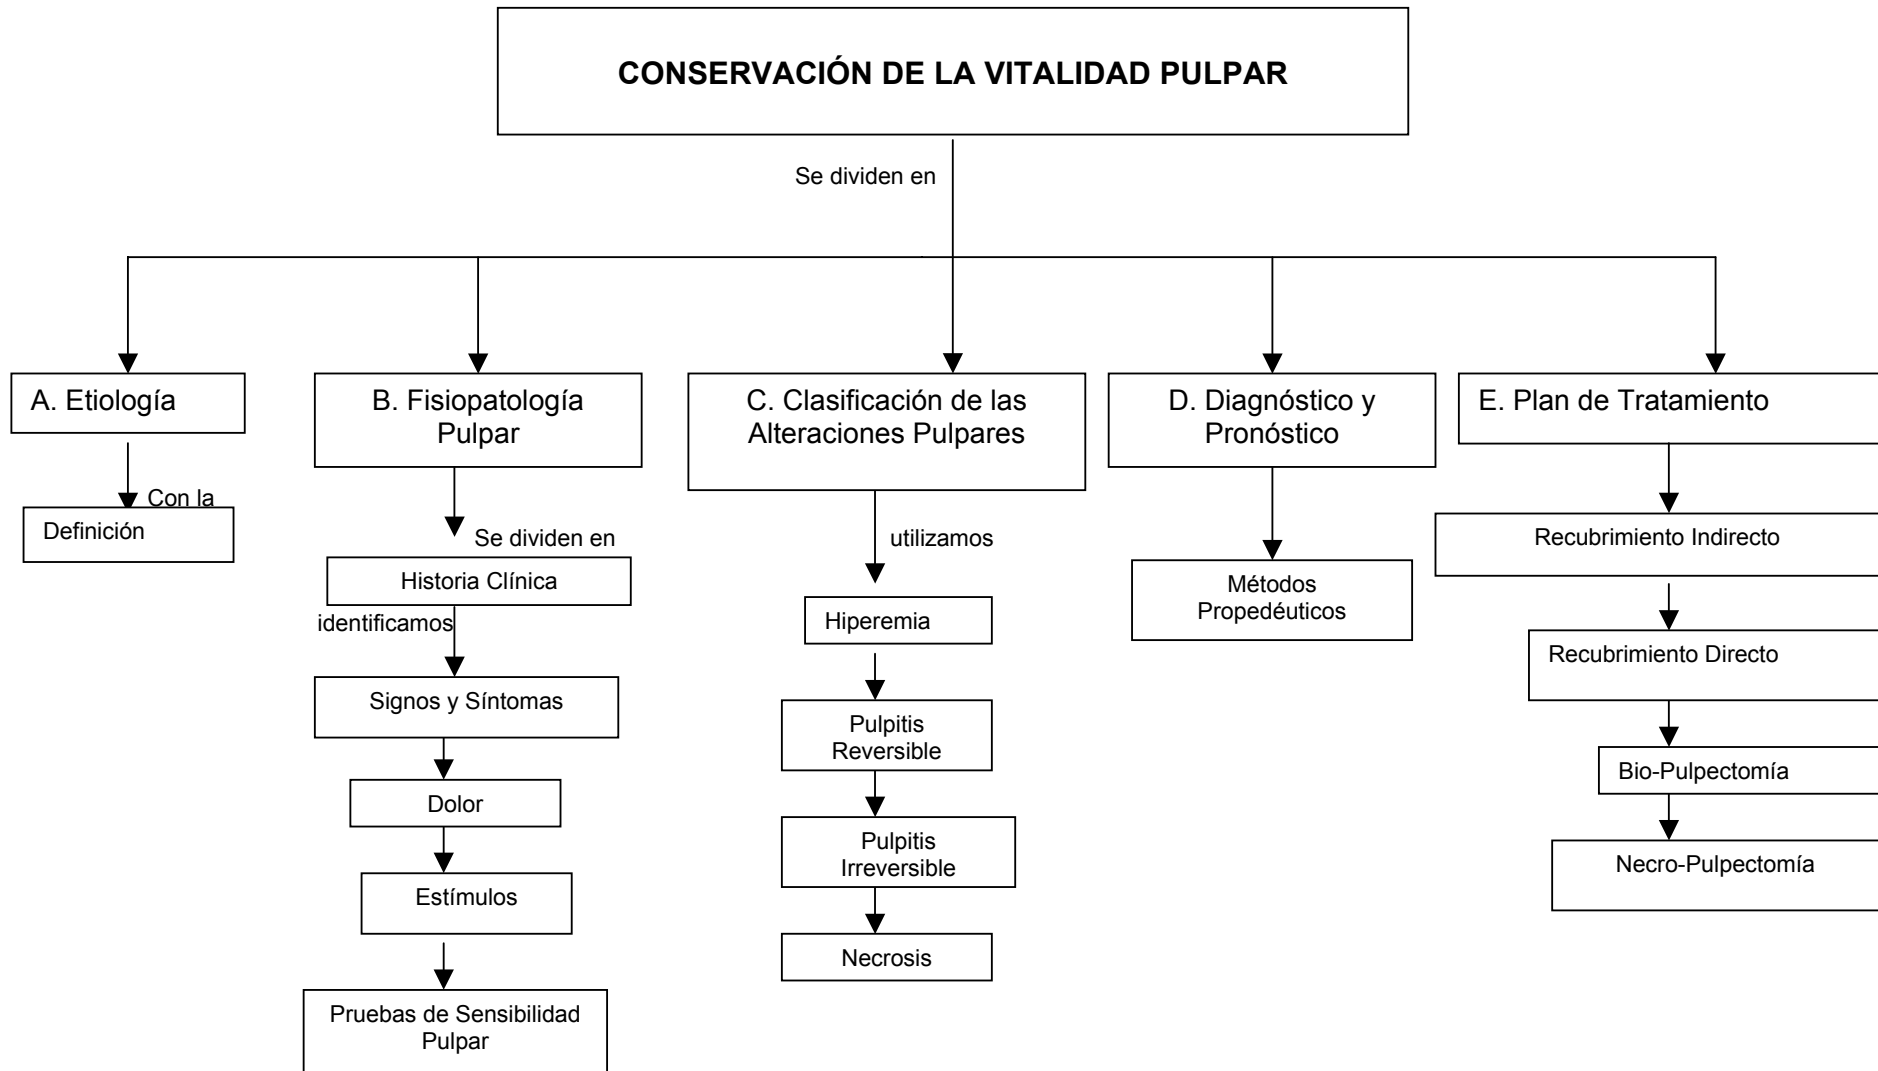 CONSERVACIÓN DE LA VITALIDAD PULPAR
Se dividen en
A. Etiología
Con la
Definición
B. Fisiopatología
Pulpar
Se dividen en
Historia Clínica
identificamos
Signos y Síntomas
Dolor
Estímulos
Pruebas de Sensibilidad
Pulpar
C. Clasificación de las
Alteraciones Pulpares
utilizamos
Hiperemia
Pulpitis
Reversible
Pulpitis
Irreversible
Necrosis
D. Diagnóstico y
Pronóstico
Métodos
Propedéuticos
E. Plan de Tratamiento
Recubrimiento Indirecto
Recubrimiento Directo
Bio-Pulpectomía
Necro-Pulpectomía